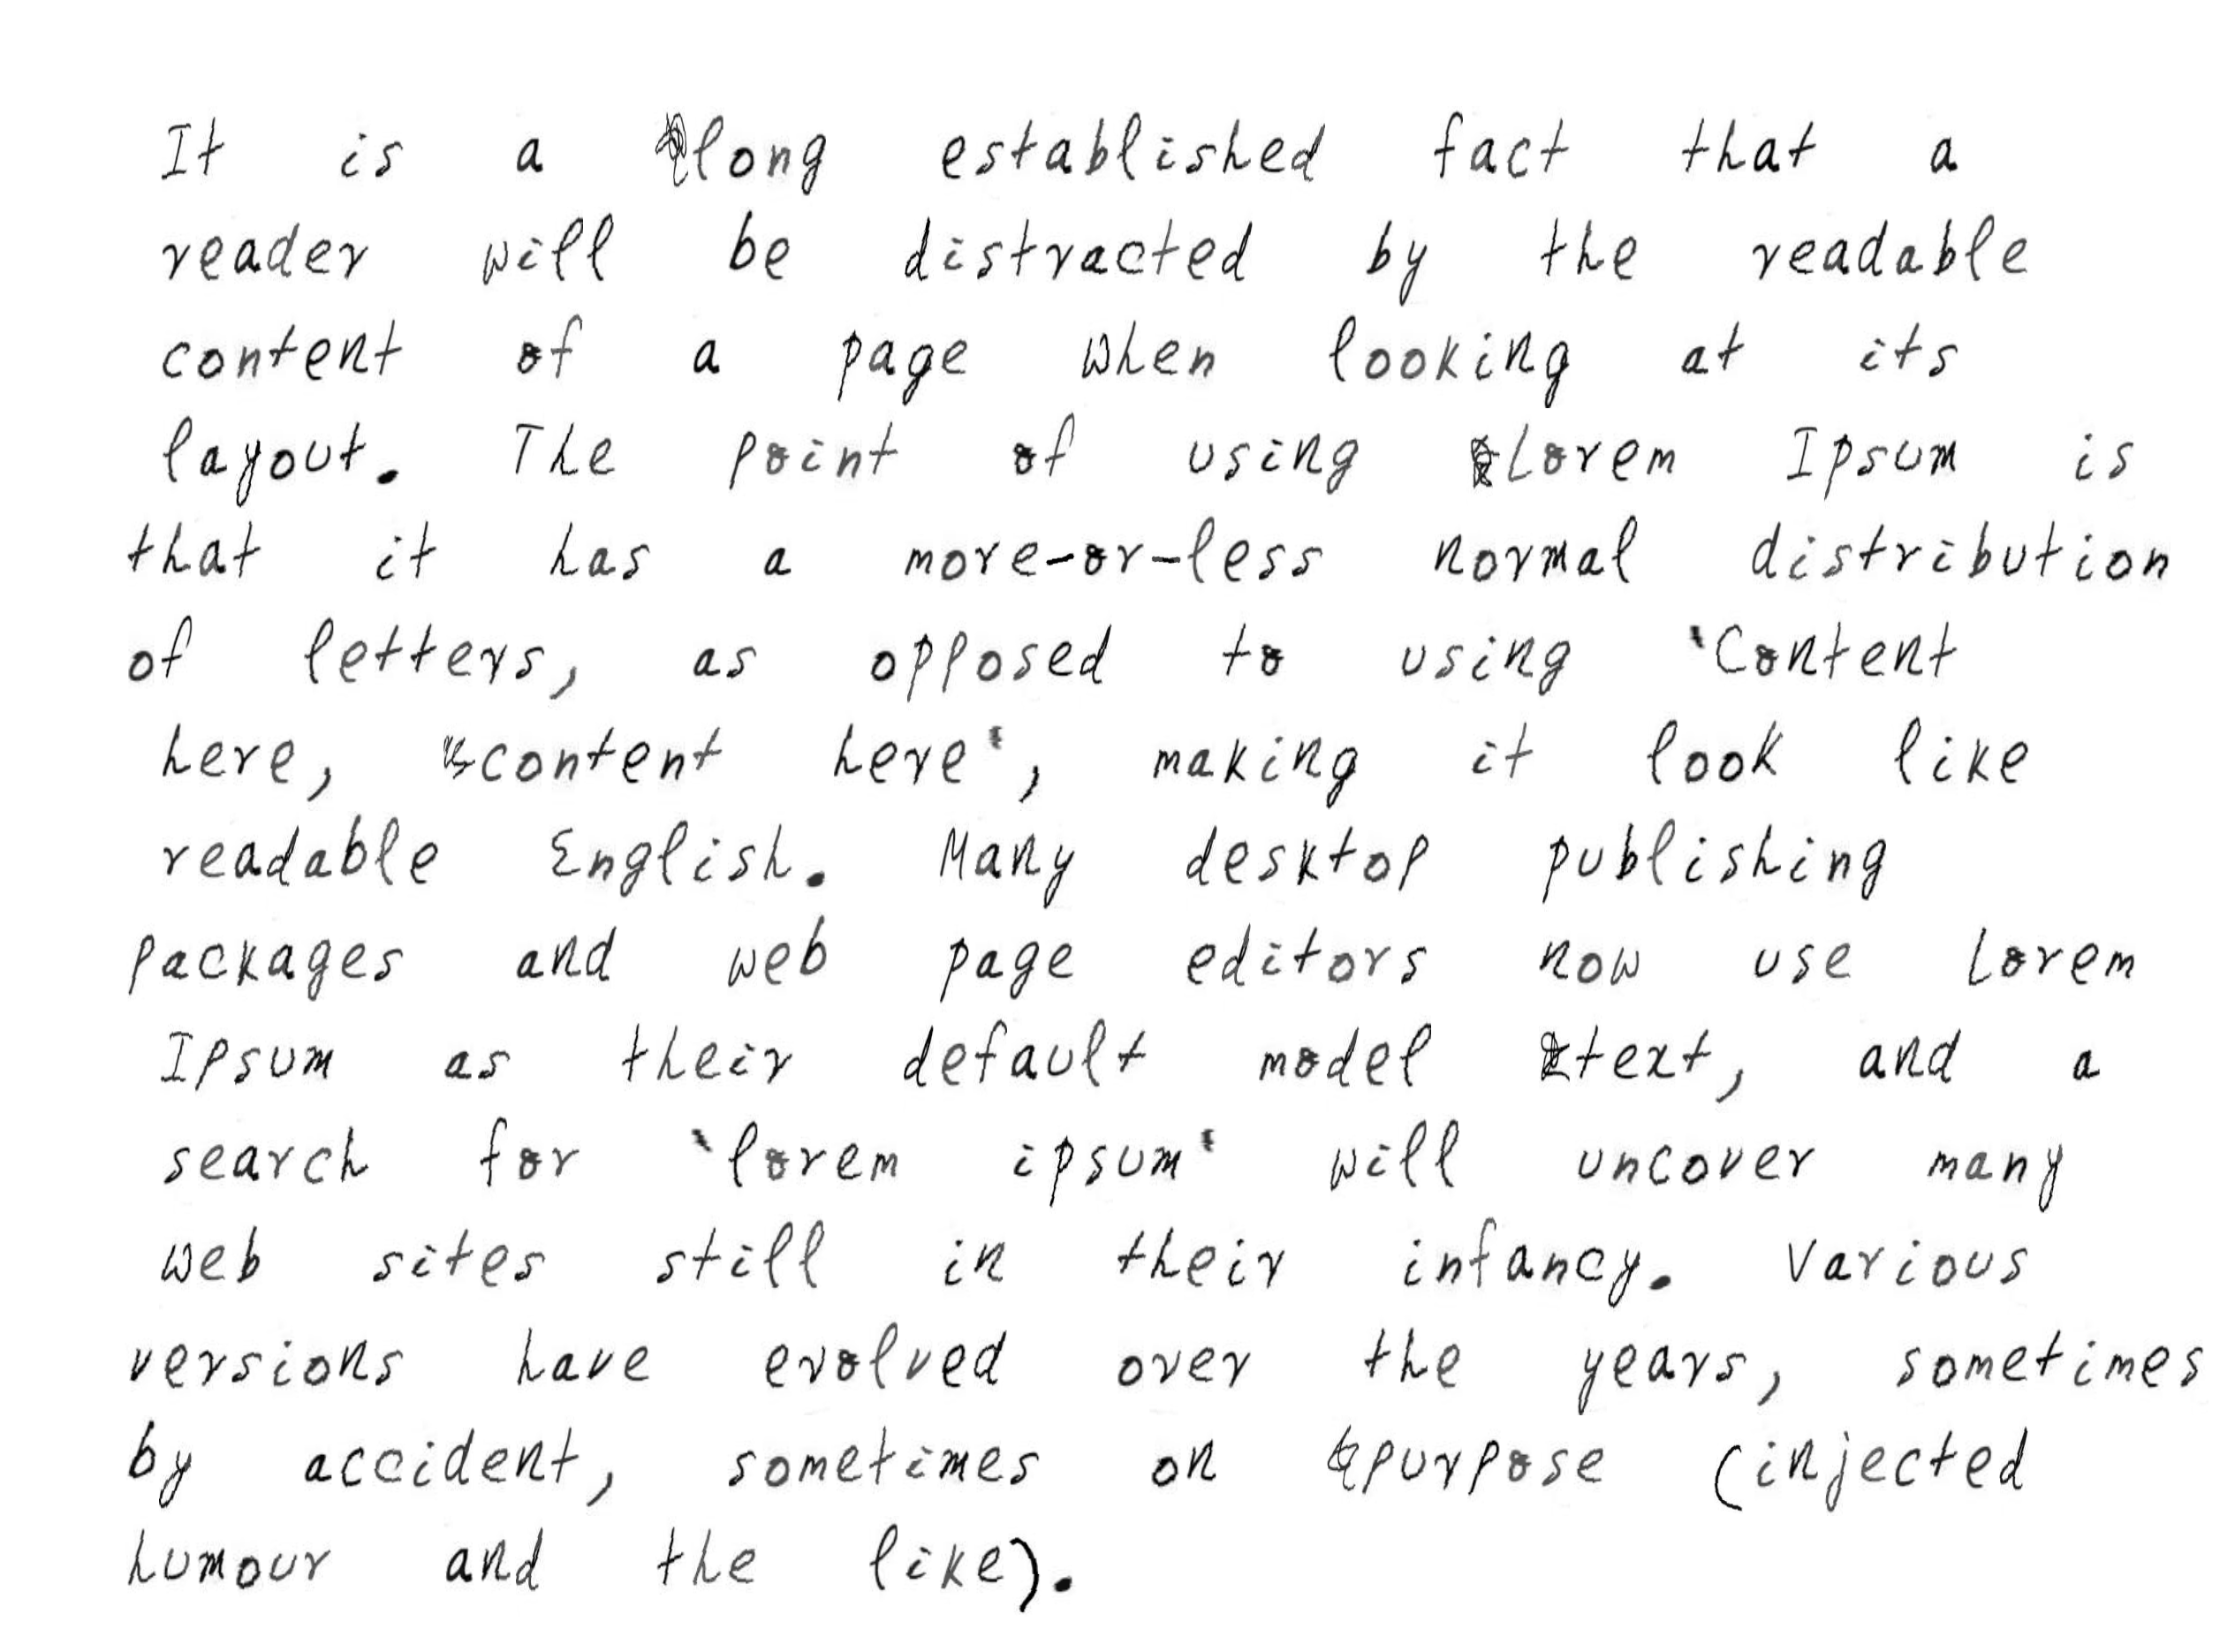 It is a long established fact that a
reader will be distracted by the readable
content of a page when looking at its
layout. The point of using Lorem Ipsum is
that it has a more-or-less normal distribution
of letters, as opposed to using 'Content
here, content here', making it look like
readable English. Many desktop publishing
packages and web page editors now use Lorem
Ipsum as their default model text, and a
search for 'lorem ipsum' will uncover many
web sites still in their infancy. Various
versions have evolved over the years, sometimes
by accident, sometimes on purpose (injected
humour and the like).